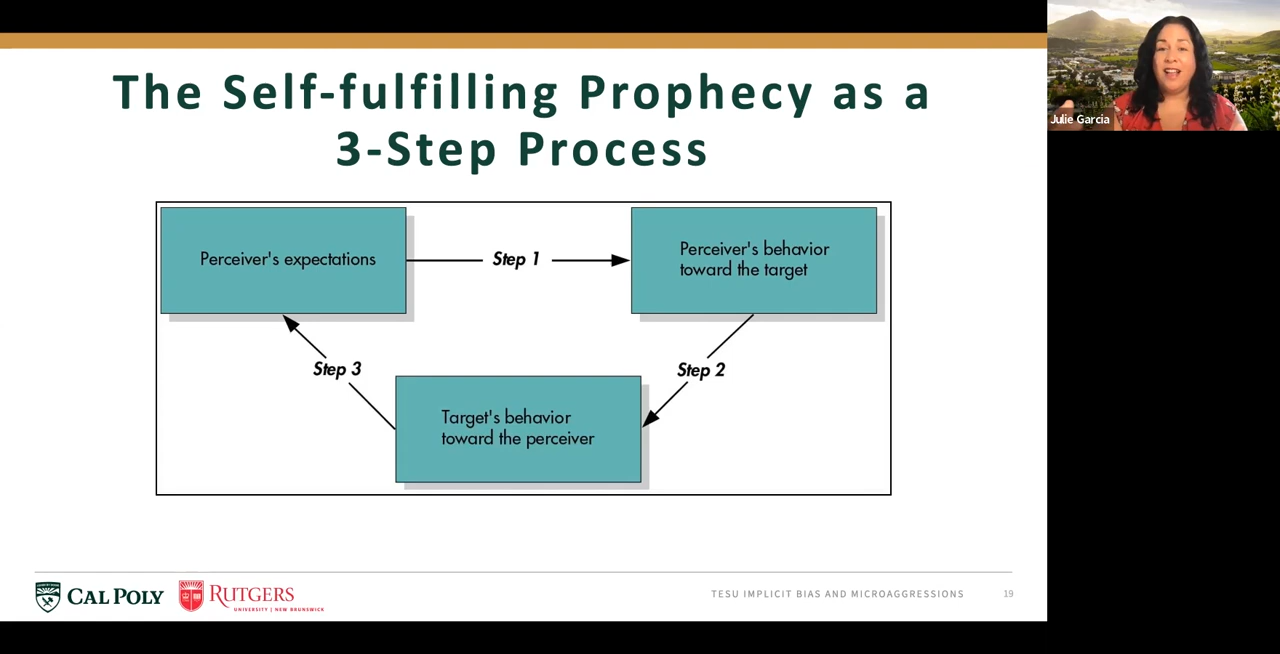 The Self-fulfilling Prophecy as a
3-Step Process
Julie Garcia
Perceiver's expectations
Step 1
Perceiver's behavior
toward the target
Step 3
Step 2
Target's behavior
toward the perceiver
CAL POLY
RUTGERS
UNIVERSITY | NEW BRUNSWICK
TESU IMPLICIT BIAS AND MICROAGGRESSIONS
19